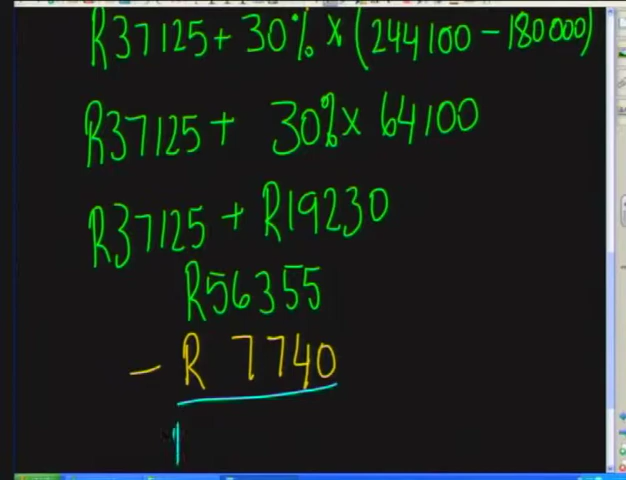 R37125+ 30% × (244100 - 180000)
R37125+ 30% × 64100
R37125 + R19230
R56355
- R 7740